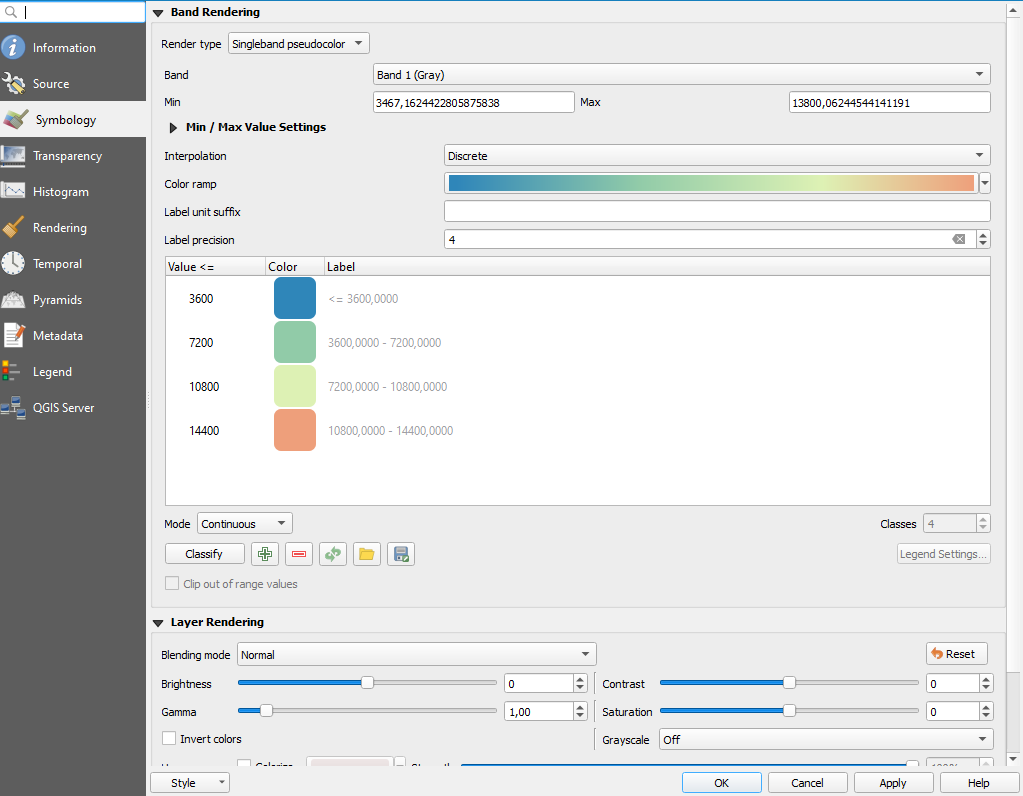 Information
Source
Symbology
Transparency
Histogram
Rendering
Temporal
Pyramids
Metadata
Legend
QGIS Server
Band Rendering
Render type Singleband pseudocolor
Band Band 1 (Gray)
Min 3467,1624422805875838 Max 13800,06244544141191
Min / Max Value Settings
Interpolation Discrete
Color ramp
Label unit suffix
Label precision 4
Value <= Color Label
3600 <= 3600,0000
7200 3600,0000 - 7200,0000
10800 7200,0000 - 10800,0000
14400 10800,0000 - 14400,0000
Mode Continuous Classes 4
Classify Legend Settings...
Clip out of range values
Layer Rendering
Blending mode Normal Reset
Brightness 0 Contrast 0
Gamma 1,00 Saturation 0
Invert colors Grayscale Off
Style OK Cancel Apply Help